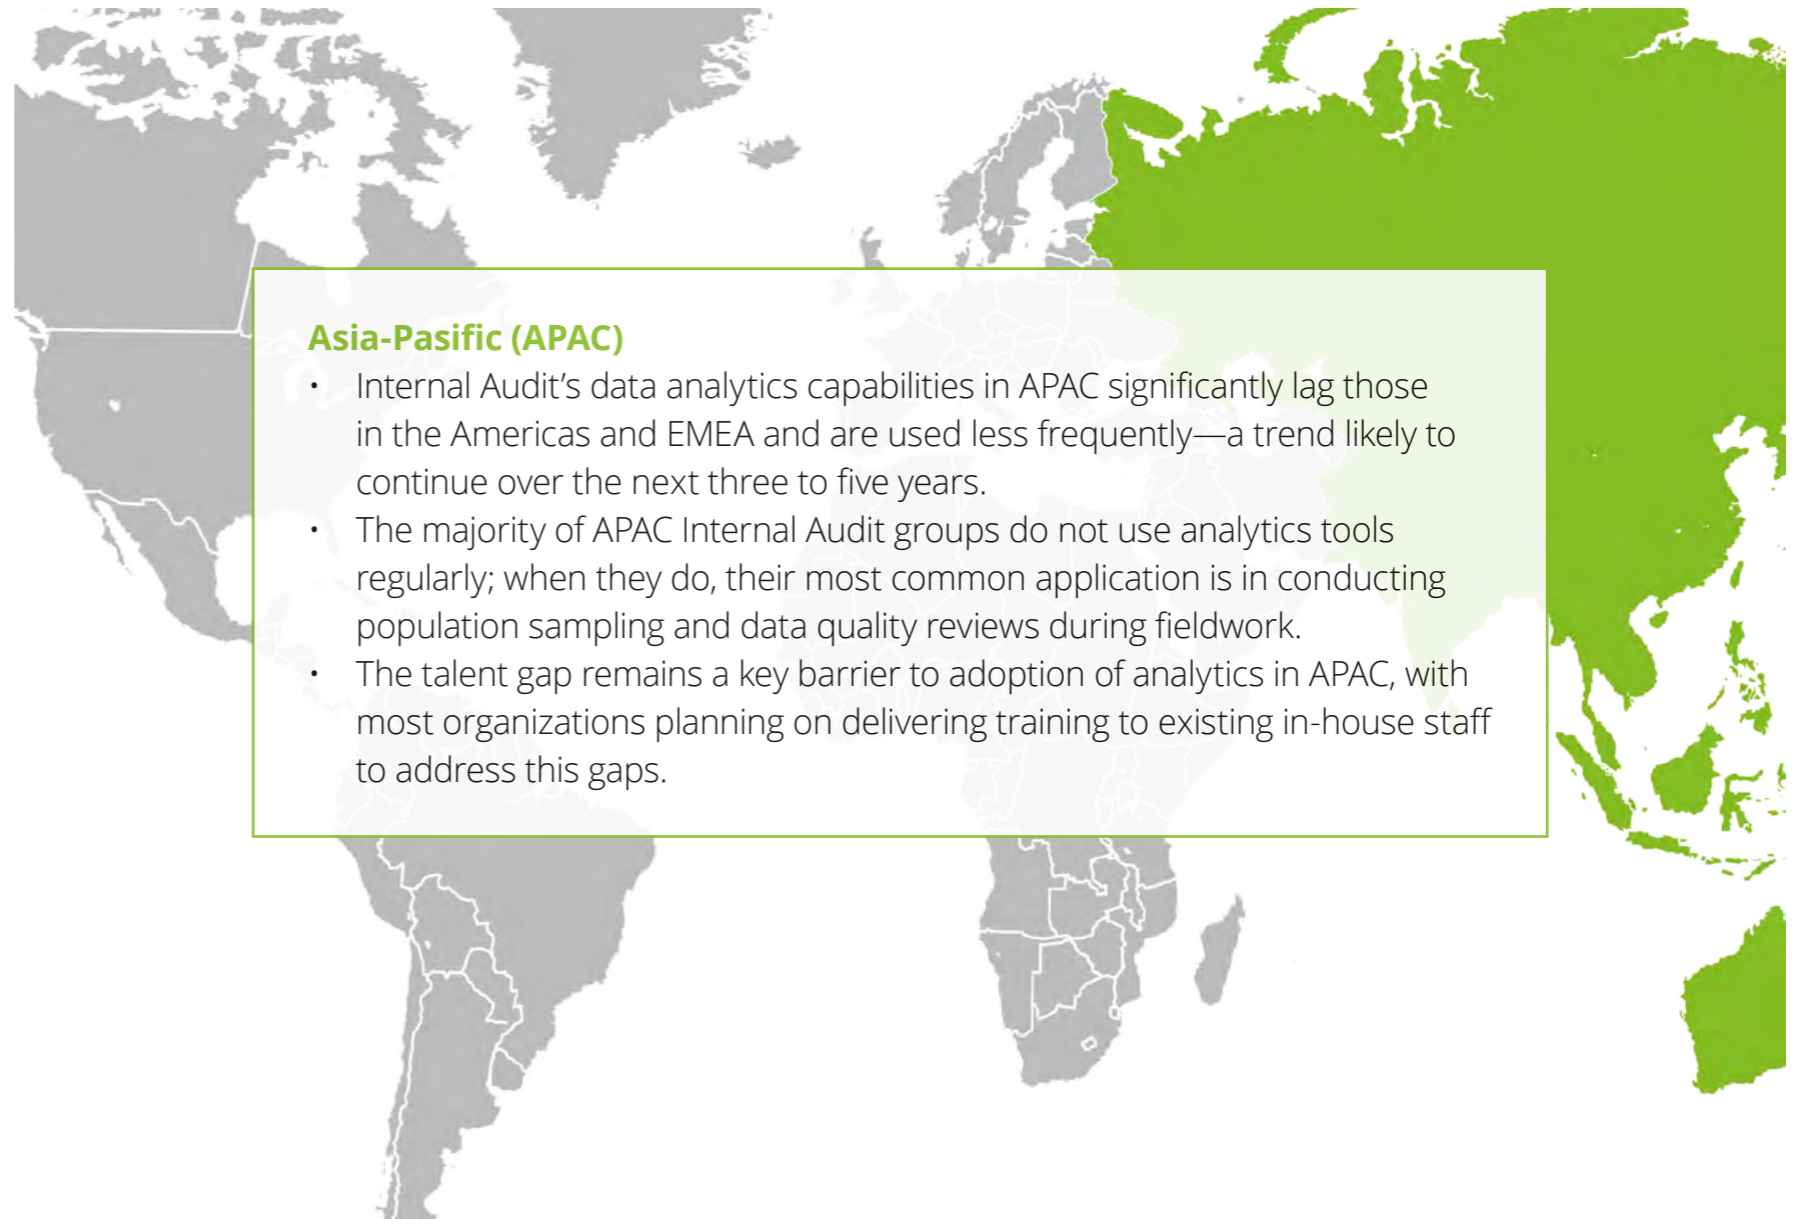 Asia-Pasific (APAC)
• Internal Audit’s data analytics capabilities in APAC significantly lag those
in the Americas and EMEA and are used less frequently—a trend likely to
continue over the next three to five years.
• The majority of APAC Internal Audit groups do not use analytics tools
regularly; when they do, their most common application is in conducting
population sampling and data quality reviews during fieldwork.
• The talent gap remains a key barrier to adoption of analytics in APAC, with
most organizations planning on delivering training to existing in-house staff
to address this gaps.